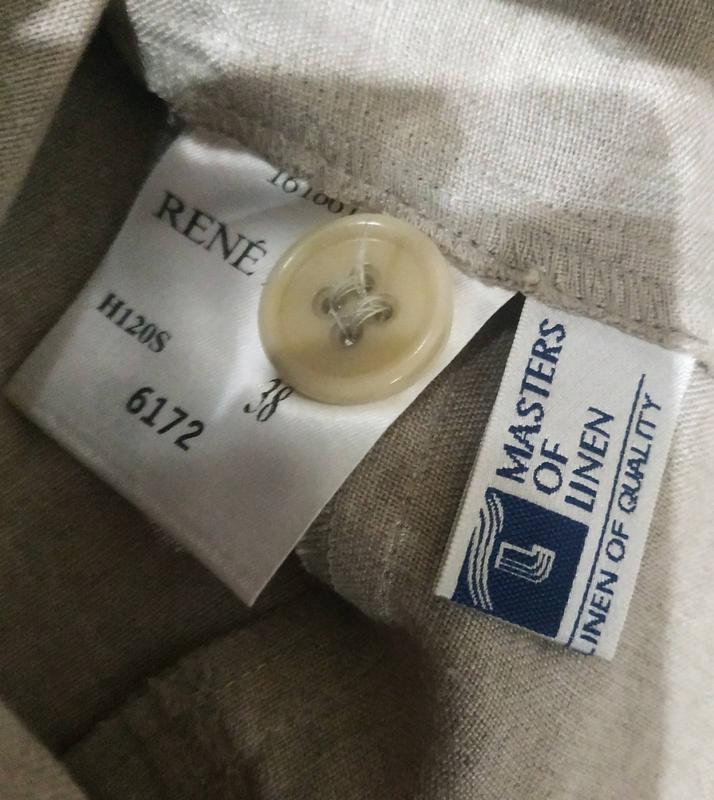 RENÉ
H120S
38
6172
MASTERS
OF
LINEN
LINEN OF QUALITY